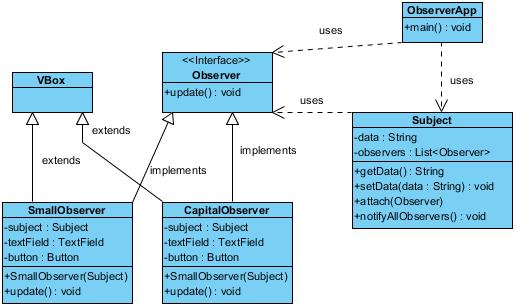 ObserverApp
+main() : void
uses
<<Interface>>
Observer
+update() : void
uses
VBox
uses
extends
Subject
-data : String
-observers : List<Observer>
+getData() : String
+setData(data : String) : void
+attach(Observer)
+notifyAllObservers() : void
extends
implements
implements
SmallObserver
-subject : Subject
-textField : TextField
-button : Button
+SmallObserver(Subject)
+update() : void
CapitalObserver
-subject : Subject
-textField : TextField
-button : Button
+SmallObserver(Subject)
+update() : void